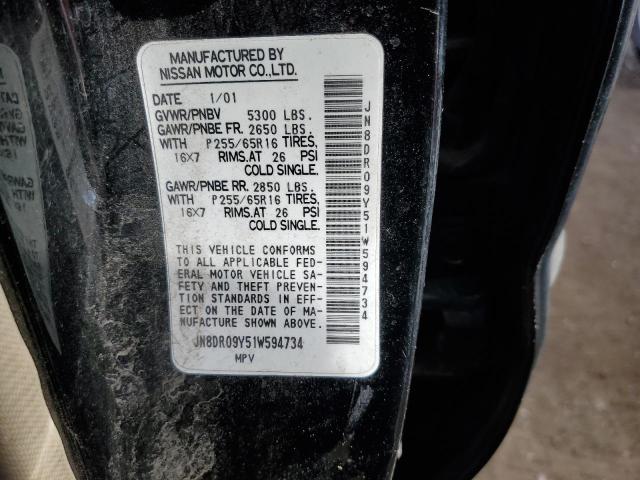 MANUFACTURED BY
NISSAN MOTOR CO.,LTD.
DATE 1/01
GVWR/PNBV 5300 LBS.
GAWR/PNBE FR. 2650 LBS.
WITH P255/65R16 TIRES,
16X7 RIMS.AT 26 PSI
COLD SINGLE.
GAWR/PNBE RR. 2850 LBS.
WITH P255/65R16 TIRES,
16X7 RIMS.AT 26 PSI
COLD SINGLE.
THIS VEHICLE CONFORMS
TO ALL APPLICABLE FED-
ERAL MOTOR VEHICLE SA-
FETY AND THEFT PREVEN-
TION STANDARDS IN EFF-
ECT ON THE DATE OF MA-
NUFACTURE SHOWN ABOVE.
JN8DR09Y51W594734
MPV
JN8DR09Y51W594734